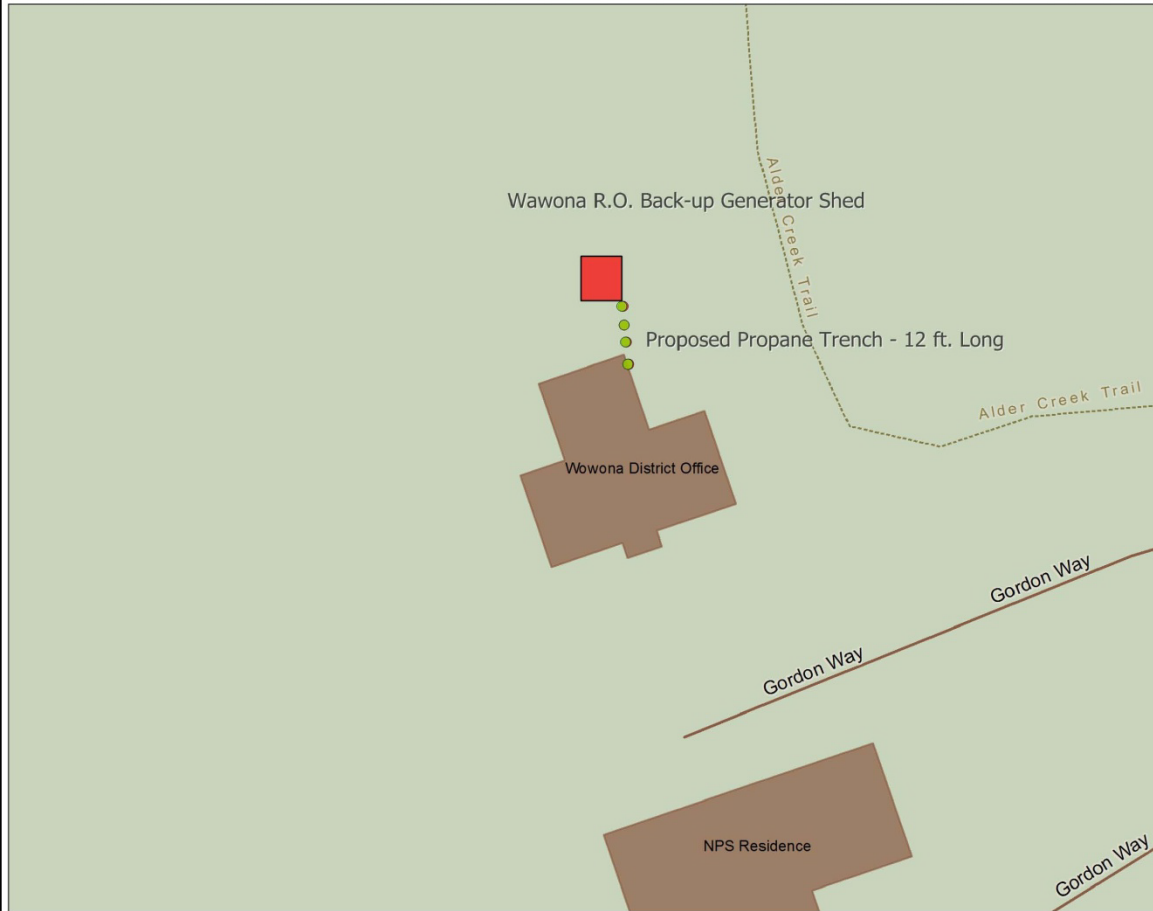 Wawona R.O. Back-up Generator Shed
Alder Creek Trail
Proposed Propane Trench - 12 ft. Long
Alder Creek Trail
Wowona District Office
Gordon Way
Gordon Way
NPS Residence
Gordon Way